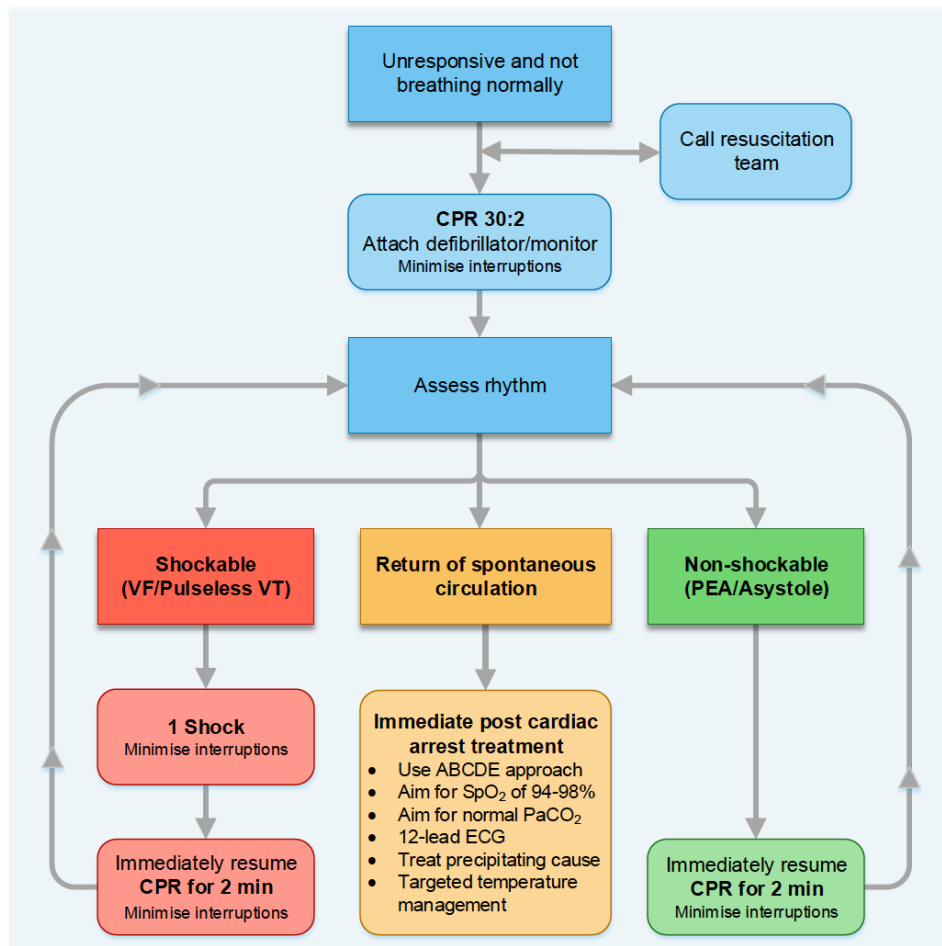 Unresponsive and not
breathing normally
Call resuscitation
team
CPR 30:2
Attach defibrillator/monitor
Minimise interruptions
Assess rhythm
Shockable
(VF/Pulseless VT)
Return of spontaneous
circulation
Non-shockable
(PEA/Asystole)
1 Shock
Minimise interruptions
Immediately resume
CPR for 2 min
Minimise interruptions
Immediate post cardiac
arrest treatment
• Use ABCDE approach
• Aim for SpO₂ of 94-98%
• Aim for normal PaCO₂
• 12-lead ECG
• Treat precipitating cause
• Targeted temperature
management
Immediately resume
CPR for 2 min
Minimise interruptions